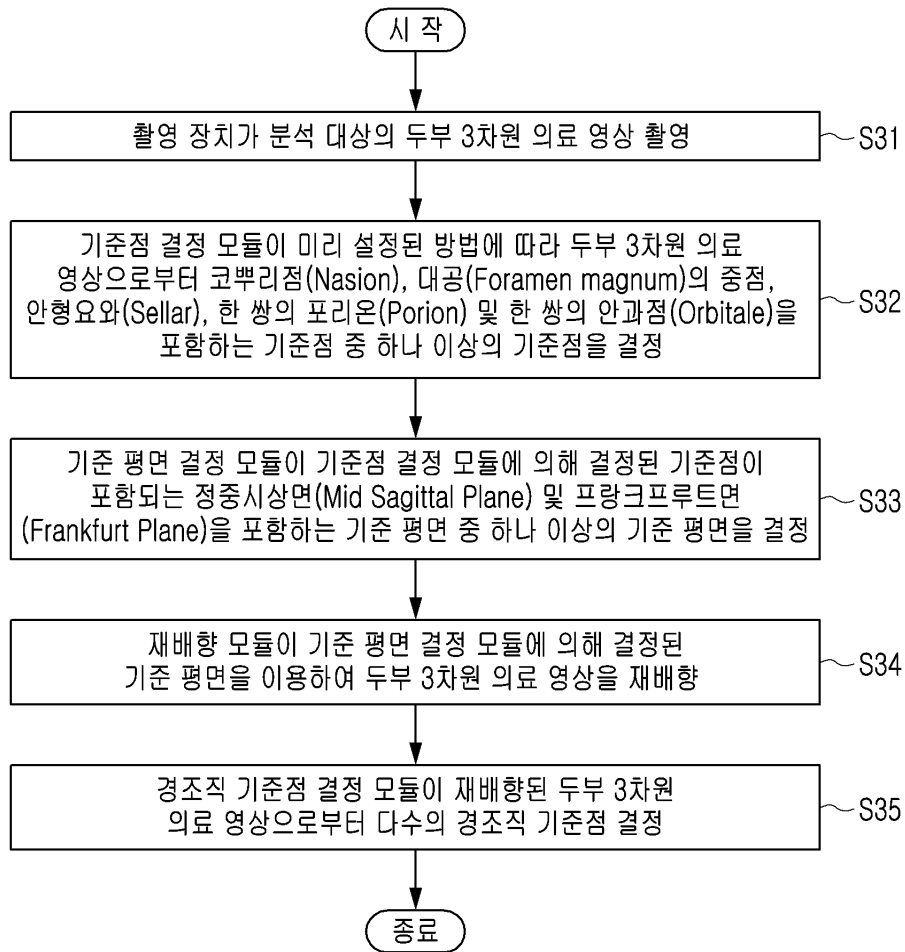 시 작
촬영 장치가 분석 대상의 두부 3차원 의료 영상 촬영
S31
기준점 결정 모듈이 미리 설정된 방법에 따라 두부 3차원 의료
영상으로부터 코뿌리점(Nasion), 대공(Foramen magnum)의 중점,
안형요와(Sellar), 한 쌍의 포리온(Porion) 및 한 쌍의 안과점(Orbitale)을
포함하는 기준점 중 하나 이상의 기준점을 결정
S32
기준 평면 결정 모듈이 기준점 결정 모듈에 의해 결정된 기준점이
포함되는 정중시상면(Mid Sagittal Plane) 및 프랑크프루트면
(Frankfurt Plane)을 포함하는 기준 평면 중 하나 이상의 기준 평면을 결정
S33
재배향 모듈이 기준 평면 결정 모듈에 의해 결정된
기준 평면을 이용하여 두부 3차원 의료 영상을 재배향
S34
경조직 기준점 결정 모듈이 재배향된 두부 3차원
의료 영상으로부터 다수의 경조직 기준점 결정
S35
종료